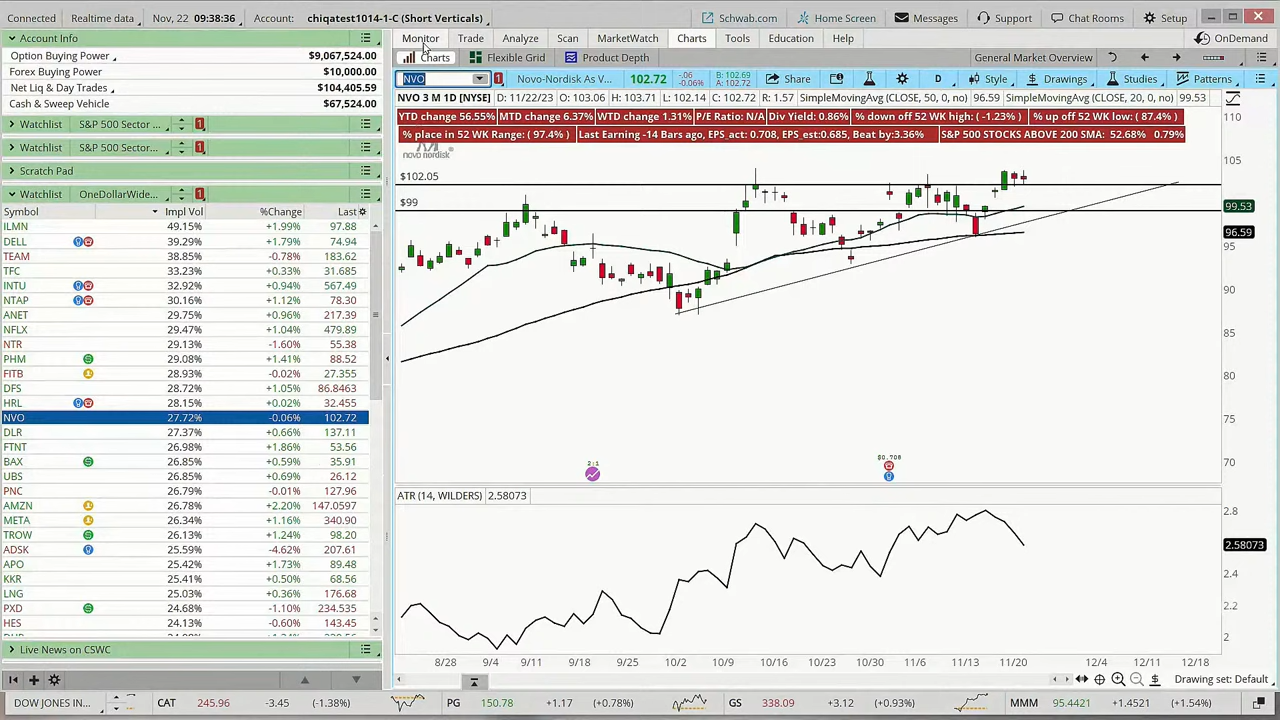 Connected Realtime data Nov, 22 09:38:36 Account: chiqatest1014-1-C (Short Verticals) Schwab.com Home Screen Messages Support Chat Rooms Setup
Account Info
Option Buying Power $9,067,524.00
Forex Buying Power $10,000.00
Net Liq & Day Trades $104,405.59
Cash & Sweep Vehicle $67,524.00
Watchlist S&P 500 Sector ... 1
Watchlist S&P 500 Sector... 1
Scratch Pad
Watchlist OneDollarWide... 1
Symbol Impl Vol %Change Last
ILMN 49.15% +1.99% 97.88
DELL 39.29% +1.79% 74.94
TEAM 38.85% -0.78% 183.62
TFC 33.23% +0.33% 31.685
INTU 32.92% +0.94% 567.49
NTAP 30.16% +1.12% 78.30
ANET 29.75% +0.96% 217.39
NFLX 29.47% +1.04% 479.89
NTR 29.13% -1.60% 55.38
PHM 29.08% +1.41% 88.52
FITB 28.93% -0.02% 27.355
DFS 28.72% +1.05% 86.8463
HRL 28.15% +0.02% 32.455
NVO 27.72% -0.06% 102.72
DLR 27.37% +0.66% 137.11
FTNT 26.98% +1.86% 53.56
BAX 26.85% +0.59% 35.91
UBS 26.85% +0.69% 26.12
PNC 26.79% -0.01% 127.96
AMZN 26.78% +2.20% 147.0597
META 26.34% +1.16% 340.90
TROW 26.13% +1.24% 98.20
ADSK 25.59% -4.62% 207.61
APO 25.42% +1.73% 89.48
KKR 25.41% +0.50% 68.56
LNG 25.03% +0.36% 176.68
PXD 24.68% -1.10% 234.535
HES 24.13% -0.60% 143.45
Live News on CSWC
Monitor Trade Analyze Scan MarketWatch Charts Tools Education Help OnDemand
Charts Flexible Grid Product Depth General Market Overview
NVO 1 Novo-Nordisk As V... 102.72 -.06 -0.06% B: 102.69 A: 102.72 Share D Style Drawings Studies Patterns
NVO 3 M 1D [NYSE] D: 11/22/23 O: 103.06 H: 103.71 L: 102.14 C: 102.72 R: 1.57 SimpleMovingAvg (CLOSE, 50, 0, no) 96.59 SimpleMovingAvg (CLOSE, 20, 0, no) 99.53
YTD change 56.55% MTD change 6.37% WTD change 1.31% P/E Ratio: N/A Div Yield: 0.86% % down off 52 WK high: ( -1.23% ) % up off 52 WK low: ( 87.4% )
% place in 52 WK Range: ( 97.4% ) Last Earning -14 Bars ago, EPS_act: 0.708, EPS_est:0.685, Beat by:3.36% S&P 500 STOCKS ABOVE 200 SMA: 52.68% 0.79%
novo nordisk
$102.05
$99
110
105
99.53
96.59
95
90
85
80
75
70
2:1
$0.708
ATR (14, WILDERS) 2.58073
2.8
2.58073
2.4
2.2
2
8/28 9/4 9/11 9/18 9/25 10/2 10/9 10/16 10/23 10/30 11/6 11/13 11/20 12/4 12/11 12/18
Drawing set: Default
DOW JONES IN... CAT 245.96 -3.45 (-1.38%) PG 150.78 +1.17 (+0.78%) GS 338.09 +3.12 (+0.93%) MMM 95.4421 +1.4521 (+1.54%)